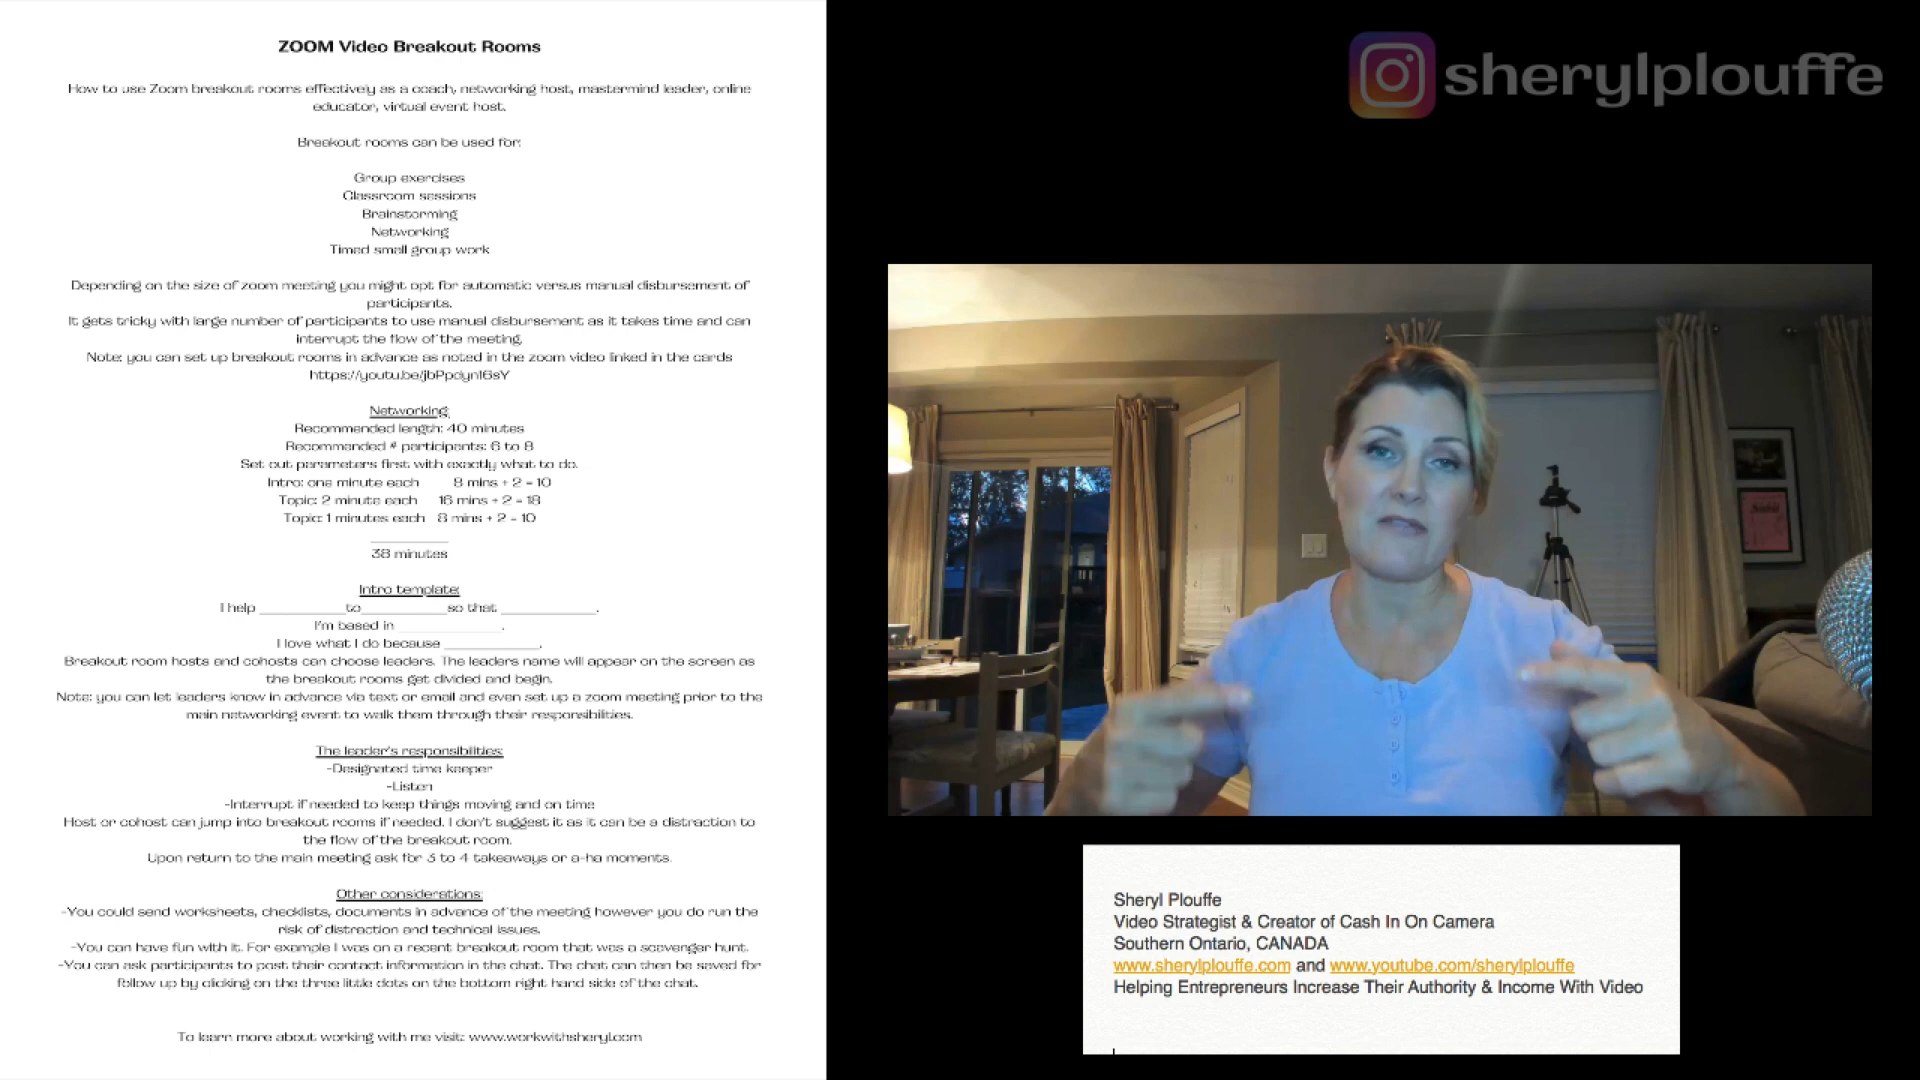 ZOOM Video Breakout Rooms
How to use Zoom breakout rooms effectively as a coach, networking host, mastermind leader, online
educator, virtual event host.
Breakout rooms can be used for:
Group exercises
Classroom sessions
Brainstorming
Networking
Timed small group work
Depending on the size of zoom meeting you might opt for automatic versus manual disbursement of
participants.
It gets tricky with large number of participants to use manual disbursement as it takes time and can
interrupt the flow of the meeting.
Note: you can set up breakout rooms in advance as noted in the zoom video linked in the cards
Networking:
Recommended length: 40 minutes
Recommended # participants: 6 to 8
Set out parameters first with exactly what to do.
Intro: one minute each 8 mins + 2 = 10
Topic: 2 minute each 16 mins + 2 = 18
Topic: 1 minutes each 8 mins + 2 = 10
38 minutes
Intro template:
I help ____________to____________so that ____________.
I'm based in ____________.
I love what I do because ____________.
Breakout room hosts and cohosts can choose leaders. The leaders name will appear on the screen as
the breakout rooms get divided and begin.
Note: you can let leaders know in advance via text or email and even set up a zoom meeting prior to the
main networking event to walk them through their responsibilities.
The leader's responsibilities:
-Designated time keeper
-Listen
-Interrupt if needed to keep things moving and on time
Host or cohost can jump into breakout rooms if needed. I don't suggest it as it can be a distraction to
the flow of the breakout room.
Upon return to the main meeting ask for 3 to 4 takeaways or a-ha moments.
Other considerations:
-You could send worksheets, checklists, documents in advance of the meeting however you do run the
risk of distraction and technical issues.
-You can have fun with it. For example I was on a recent breakout room that was a scavenger hunt.
-You can ask participants to post their contact information in the chat. The chat can then be saved for
follow up by clicking on the three little dots on the bottom right hand side of the chat.
To learn more about working with me visit: www.workwithsheryl.com
sherylplouffe
Sheryl Plouffe
Video Strategist & Creator of Cash In On Camera
Southern Ontario, CANADA
www.sherylplouffe.com and www.youtube.com/sherylplouffe
Helping Entrepreneurs Increase Their Authority & Income With Video